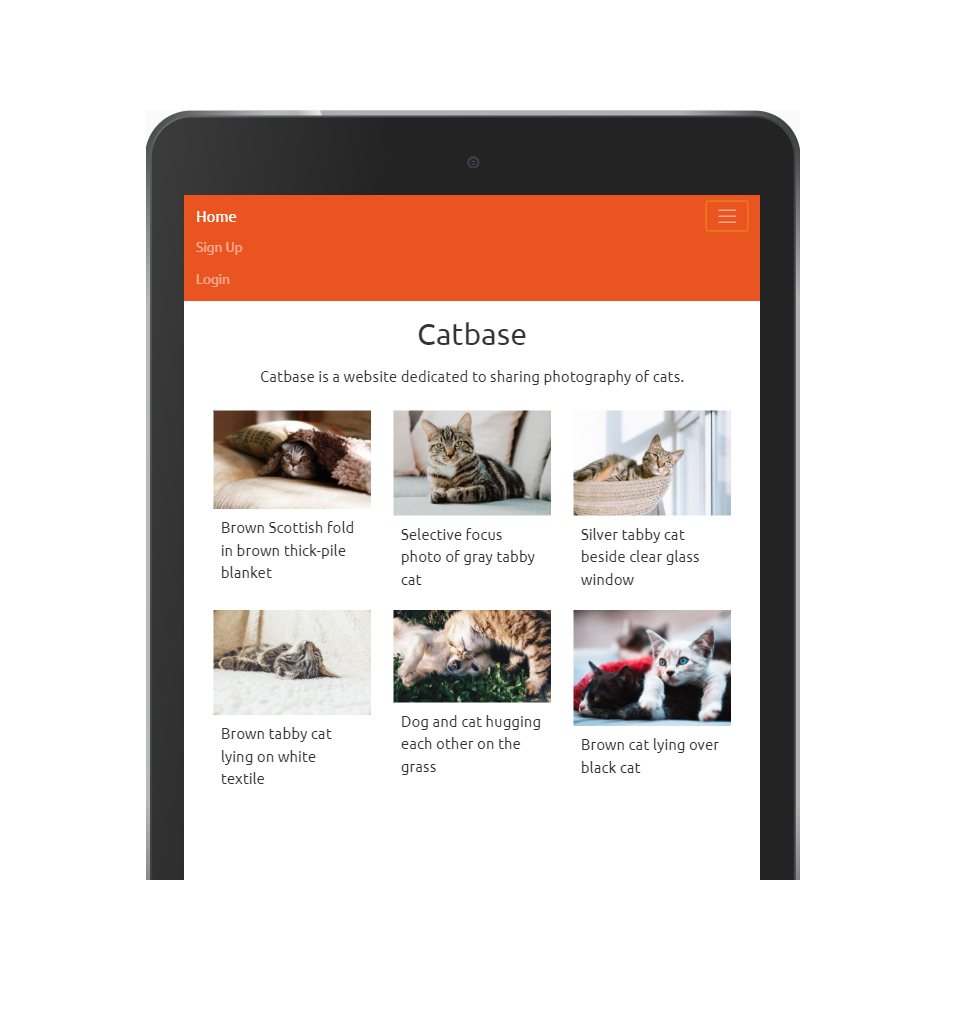 Home
Sign Up
Login
Catbase
Catbase is a website dedicated to sharing photography of cats.
Brown Scottish fold
in brown thick-pile
blanket
Selective focus
photo of gray tabby
cat
Silver tabby cat
beside clear glass
window
Brown tabby cat
lying on white
textile
Dog and cat hugging
each other on the
grass
Brown cat lying over
black cat